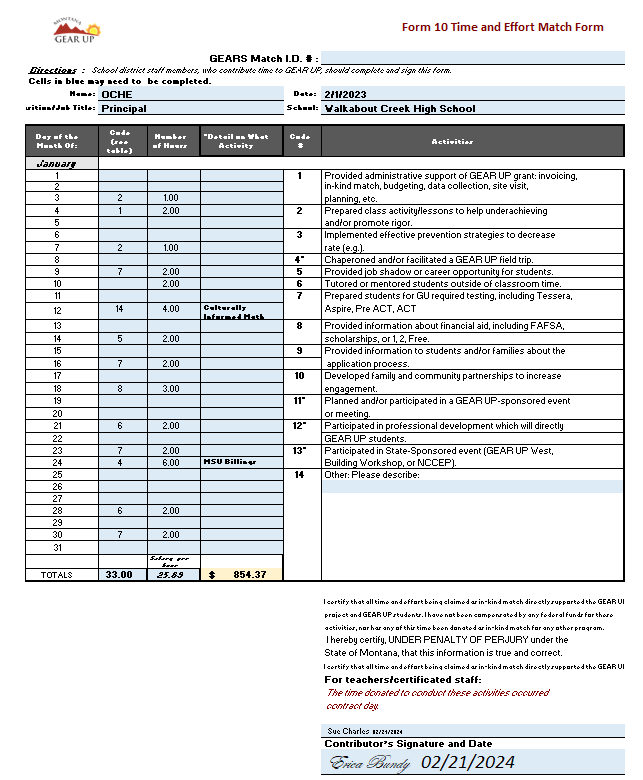 MONTANA
GEAR UP
Form 10 Time and Effort Match Form
GEARS Match I.D. # :
Directions : School district staff members, who contribute time to GEAR UP, should complete and sign this form.
Cells in blue may need to be completed.
Name: OCHE Date: 2/1/2023
sition/Job Title: Principal School: Walkabout Creek High School
Day of the Month Of: Code (see table) Number of Hours *Detail on What Activity Code # Activities
January
1 1 Provided administrative support of GEAR UP grant: invoicing,
2 in-kind match, budgeting, data collection, site visit,
3 2 1.00 planning, etc.
4 1 2.00 2 Prepared class activity/lessons to help underachieving
5 and/or promote rigor.
6 3 Implemented effective prevention strategies to decrease
7 2 1.00 rate (e.g.).
8 4* Chaperoned and/or facilitated a GEAR UP field trip.
9 7 2.00 5 Provided job shadow or career opportunity for students.
10 2.00 6 Tutored or mentored students outside of classroom time.
11 7 Prepared students for GU required testing, including Tessera,
12 14 4.00 Culturally Informed Math Aspire, Pre ACT, ACT
13 8 Provided information about financial aid, including FAFSA,
14 5 2.00 scholarships, or 1, 2, Free.
15 9 Provided information to students and/or families about the
16 7 2.00 application process.
17 10 Developed family and community partnerships to increase
18 8 3.00 engagement.
19 11* Planned and/or participated in a GEAR UP-sponsored event
20 or meeting.
21 6 2.00 12* Participated in professional development which will directly
22 GEAR UP students.
23 7 2.00 13* Participated in State-Sponsored event (GEAR UP West,
24 4 6.00 MSU Billings Building Workshop, or NCCEP).
25 14 Other: Please describe:
26
27
28 6 2.00
29
30 7 2.00
31
Salary per hour
TOTALS 33.00 25.89 $ 854.37
I certify that all time and effort being claimed as in-kind match directly supported the GEAR UI
project and GEAR UP students. I have not been compensated by any federal funds for these
activities, nor has any of this time been donated as in-kind match for any other program.
I hereby certify, UNDER PENALTY OF PERJURY under the
State of Montana, that this information is true and correct.
I certify that all time and effort being claimed as in-kind match directly supported the GEAR UI
For teachers/certificated staff:
The time donated to conduct these activities occurred
contract day.
Sue Charles 02/21/2024
Contributor's Signature and Date
Erica Bundy 02/21/2024